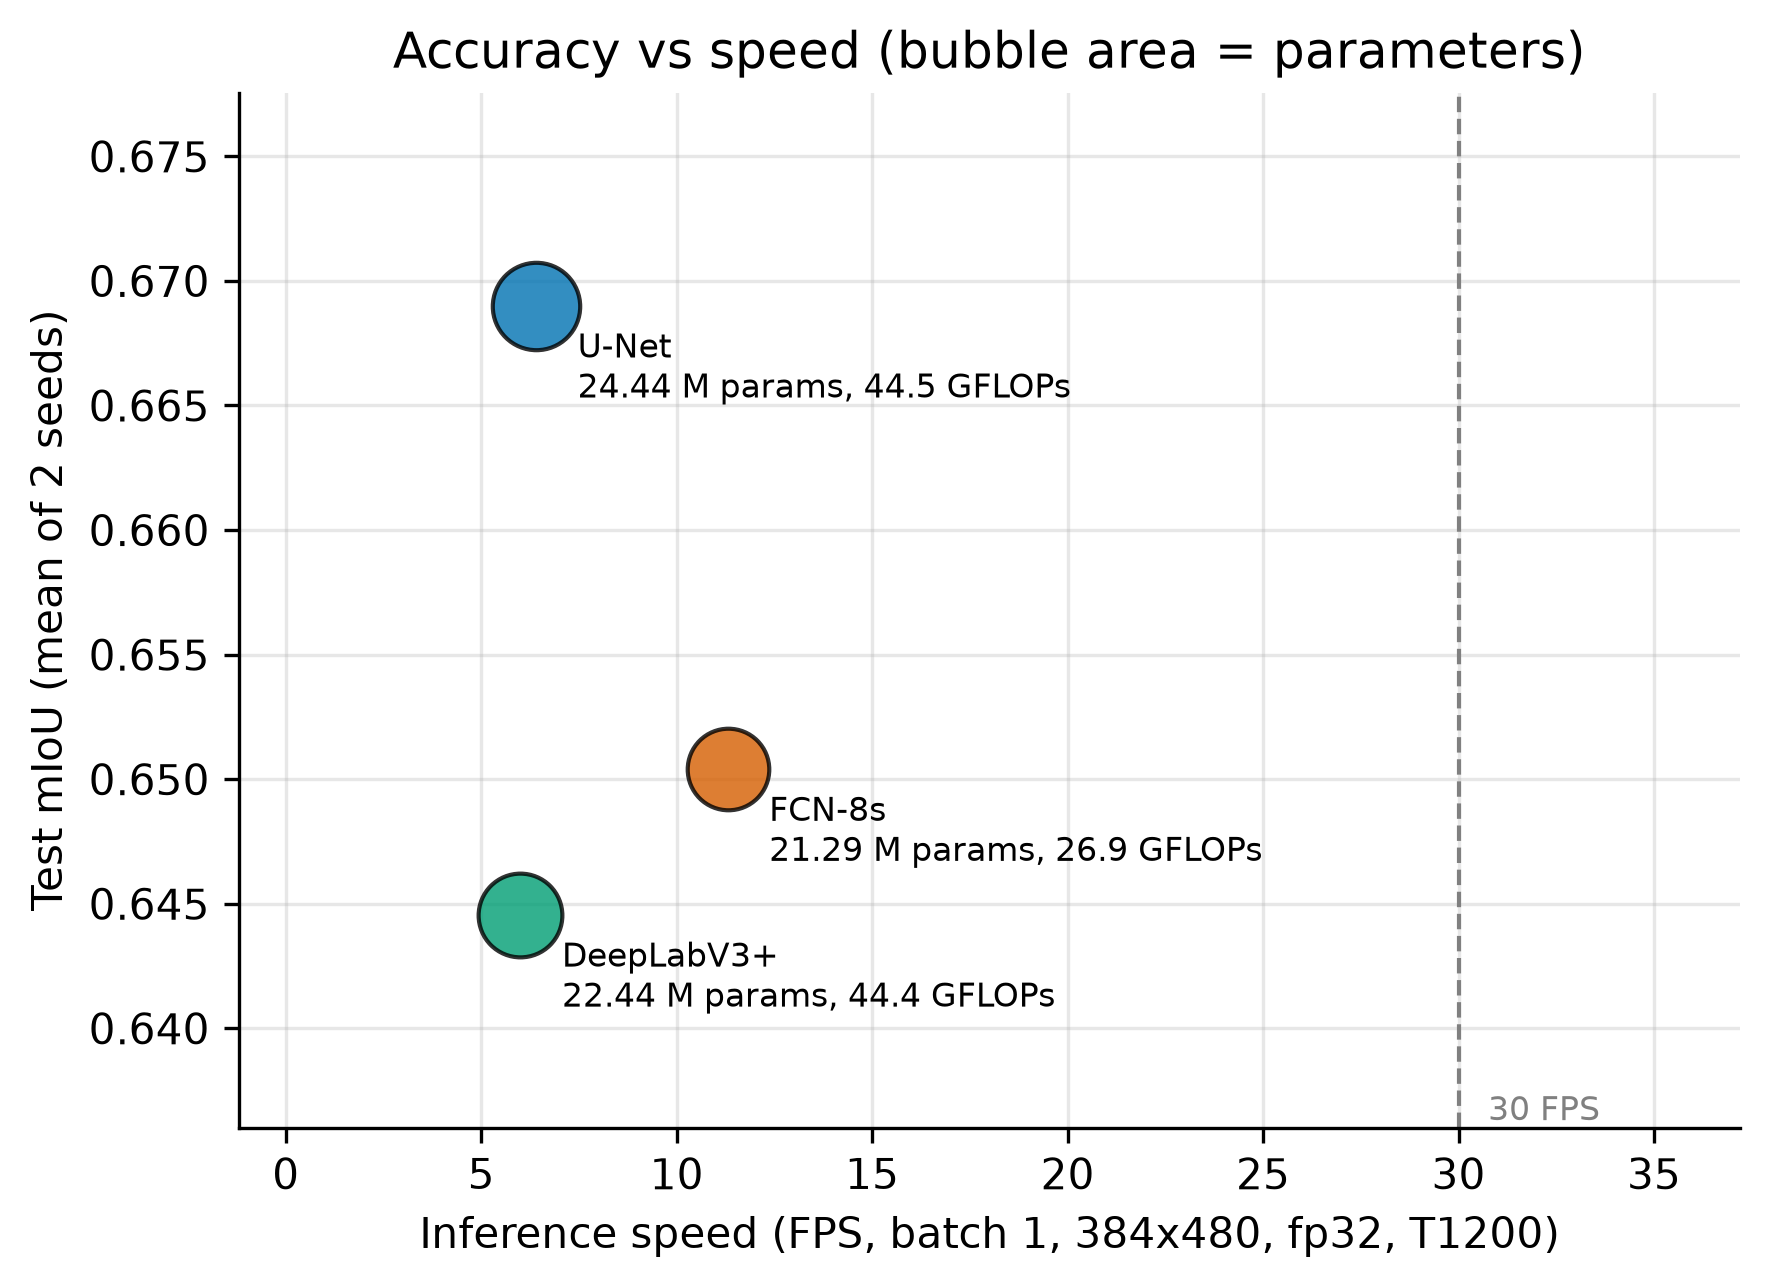 Accuracy vs speed (bubble area = parameters)
0.675
0.670
0.665
0.660
0.655
0.650
0.645
0.640
Test mIoU (mean of 2 seeds)
U-Net
24.44 M params, 44.5 GFLOPs
FCN-8s
21.29 M params, 26.9 GFLOPs
DeepLabV3+
22.44 M params, 44.4 GFLOPs
30 FPS
0 5 10 15 20 25 30 35
Inference speed (FPS, batch 1, 384x480, fp32, T1200)